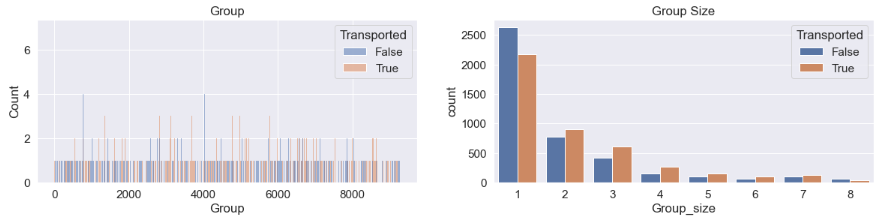 Group
Transported
False
True
Count
6
4
2
0
0 2000 4000 6000 8000
Group
Group Size
Transported
False
True
count
2500
2000
1500
1000
500
0
1 2 3 4 5 6 7 8
Group_size